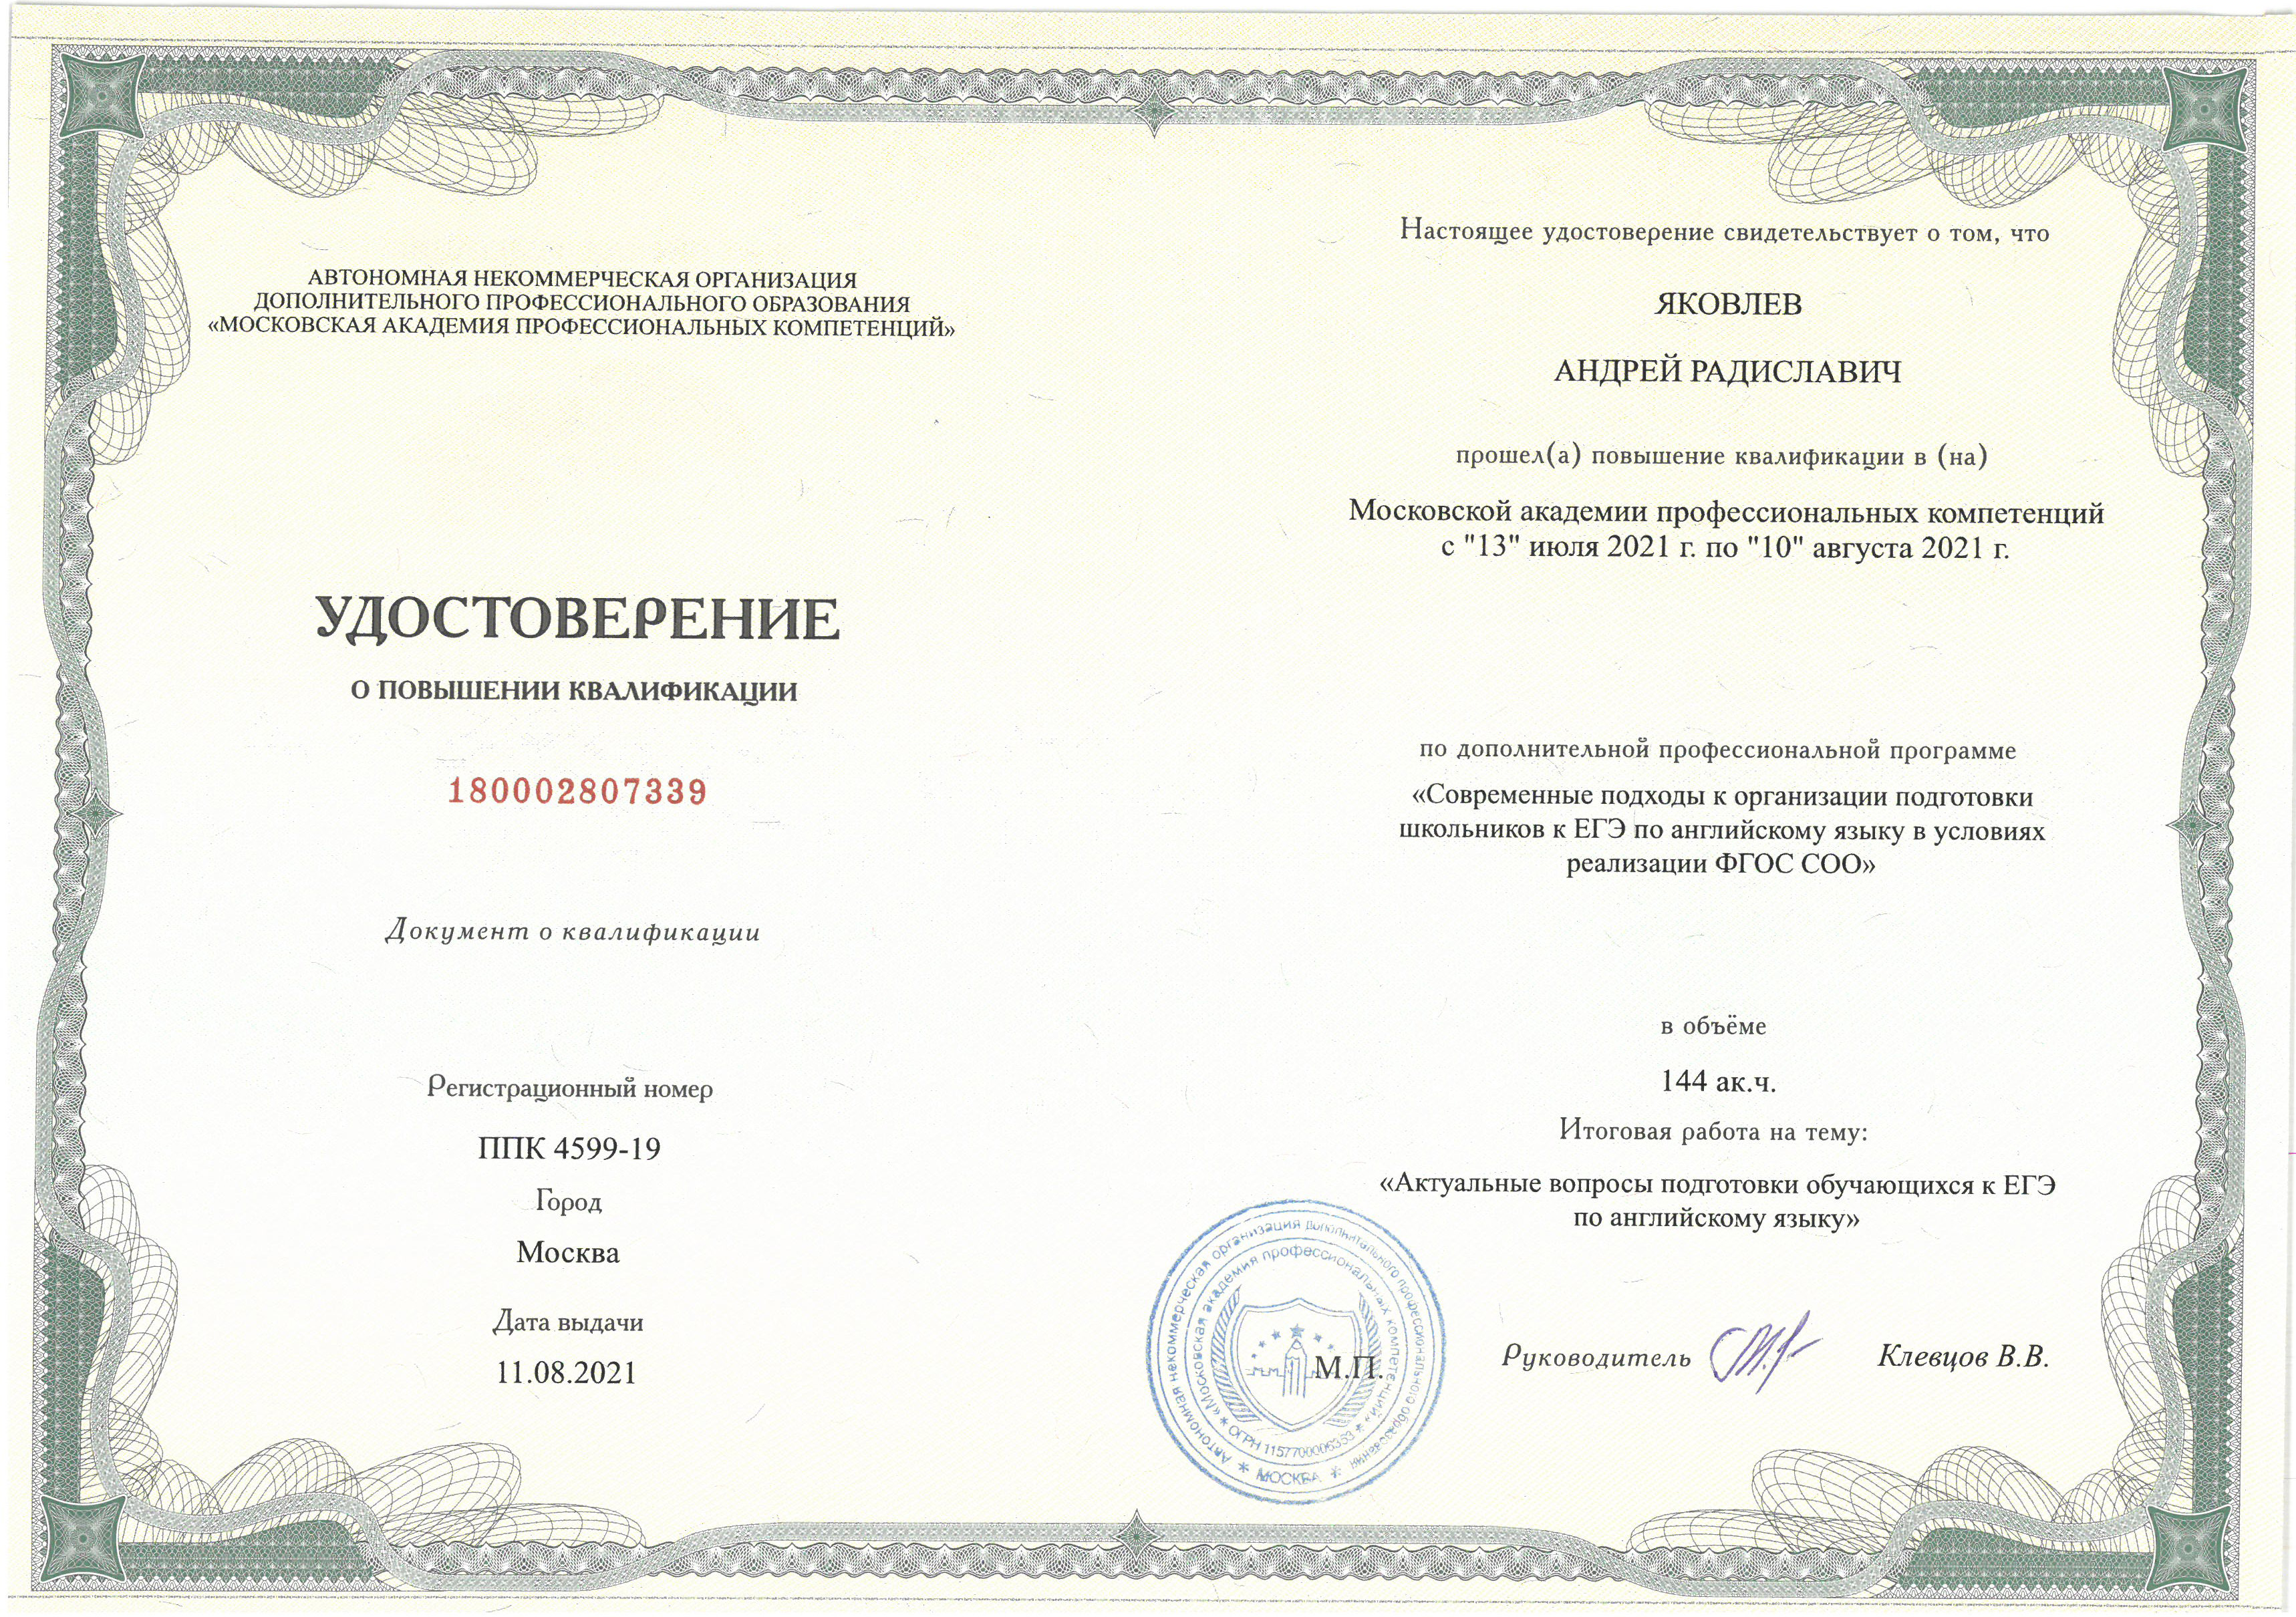 АВТОНОМНАЯ НЕКОММЕРЧЕСКАЯ ОРГАНИЗАЦИЯ
ДОПОЛНИТЕЛЬНОГО ПРОФЕССИОНАЛЬНОГО ОБРАЗОВАНИЯ
«МОСКОВСКАЯ АКАДЕМИЯ ПРОФЕССИОНАЛЬНЫХ КОМПЕТЕНЦИЙ»
УДОСТОВЕРЕНИЕ
О ПОВЫШЕНИИ КВАЛИФИКАЦИИ
180002807339
Документ о квалификации
Регистрационный номер
ППК 4599-19
Город
Москва
Дата выдачи
11.08.2021
Настоящее удостоверение свидетельствует о том, что
ЯКОВЛЕВ
АНДРЕЙ РАДИСЛАВИЧ
прошел(а) повышение квалификации в (на)
Московской академии профессиональных компетенций
с "13" июля 2021 г. по "10" августа 2021 г.
по дополнительной профессиональной программе
«Современные подходы к организации подготовки
школьников к ЕГЭ по английскому языку в условиях
реализации ФГОС СОО»
в объёме
144 ак.ч.
Итоговая работа на тему:
«Актуальные вопросы подготовки обучающихся к ЕГЭ
по английскому языку»
М.П.
Руководитель Клевцов В.В.
Автономная некоммерческая организация дополнительного профессионального образования
«Московская академия профессиональных компетенций»
ОГРН 1157700006353
МОСКВА